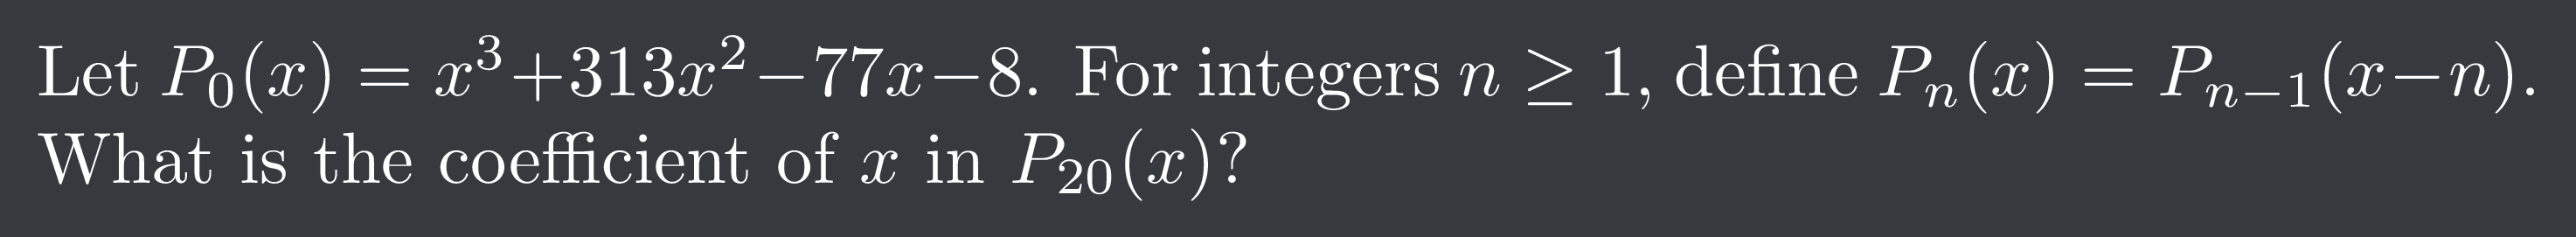 Let $P_0(x) = x^3+313x^2-77x-8$. For integers $n \geq 1$, define $P_n(x) = P_{n-1}(x-n)$.
What is the coefficient of $x$ in $P_{20}(x)$?